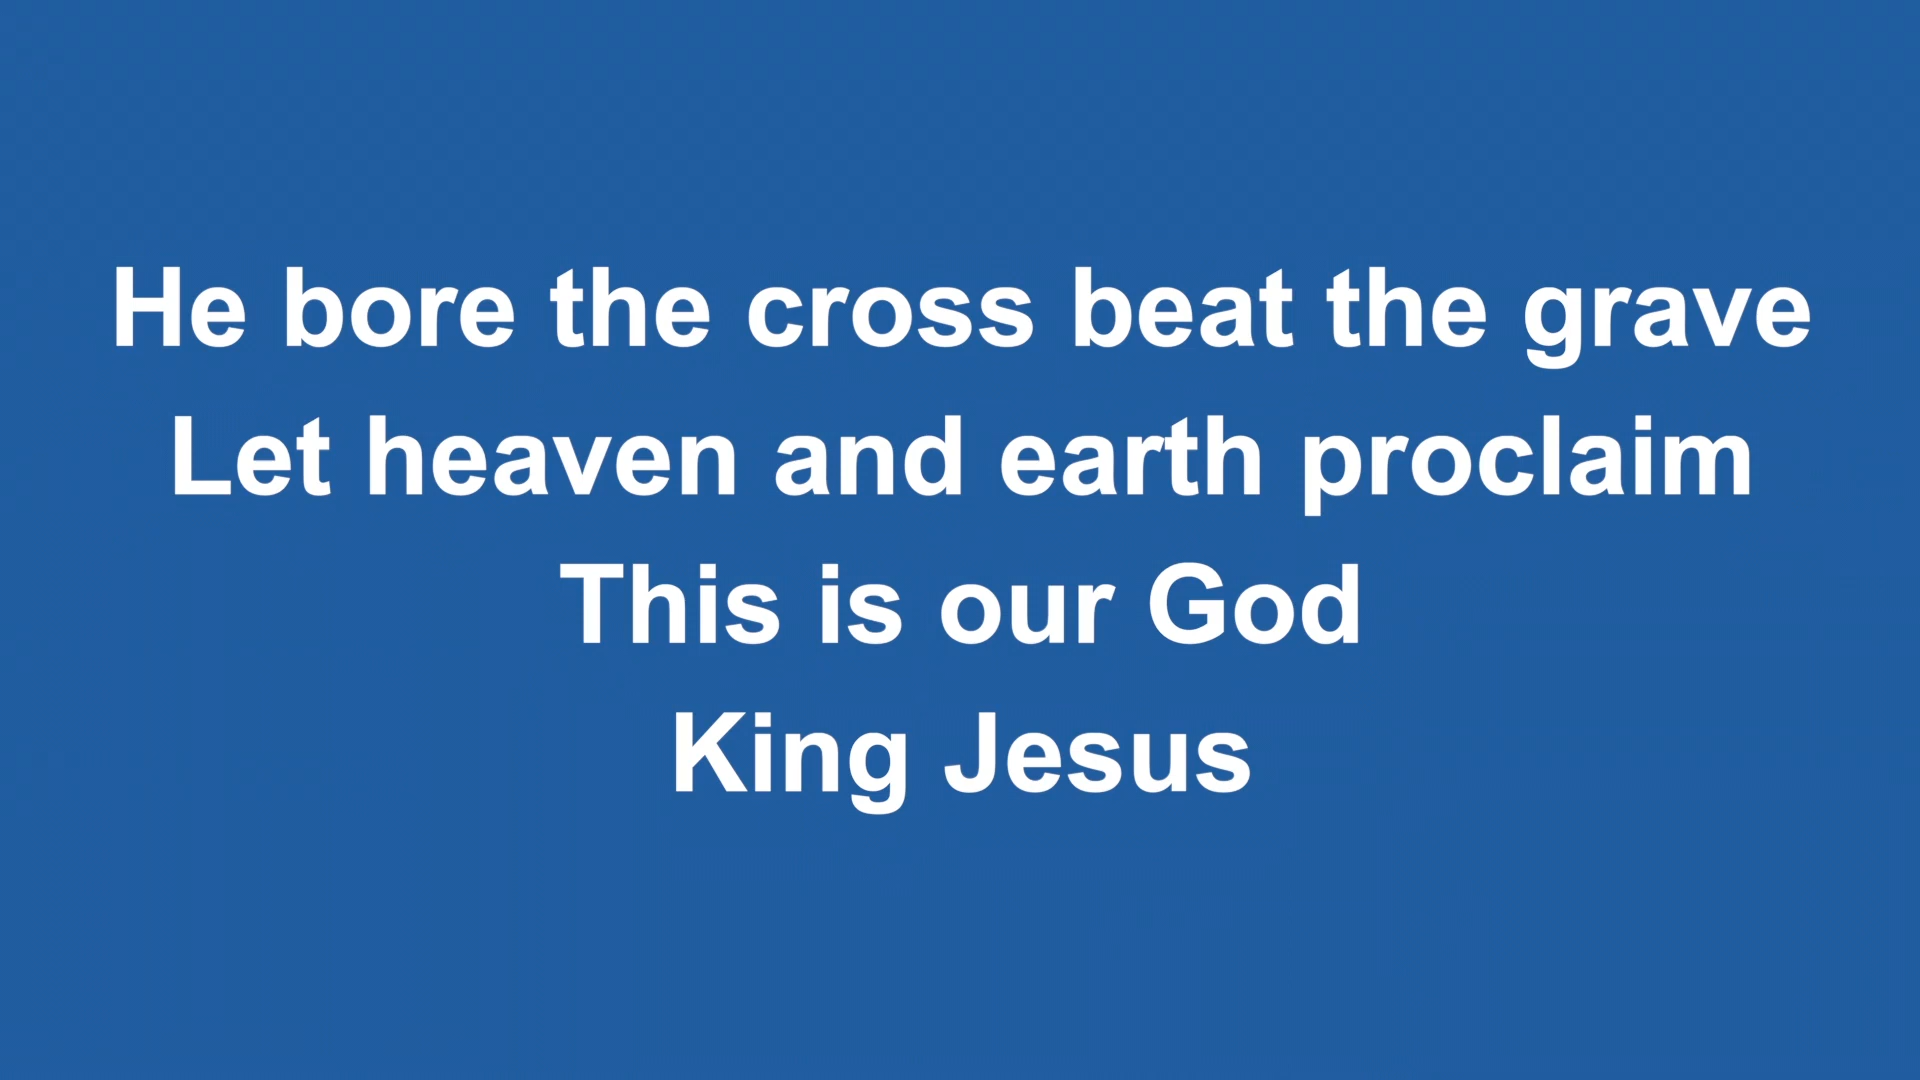 He bore the cross beat the grave
Let heaven and earth proclaim
This is our God
King Jesus